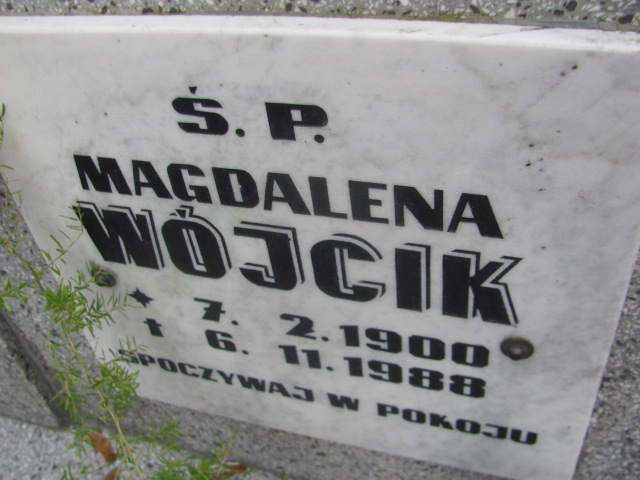 Ś. P.
MAGDALENA
WÓJCIK
* 7. 2. 1900
† 6. 11. 1988
SPOCZYWAJ W POKOJU